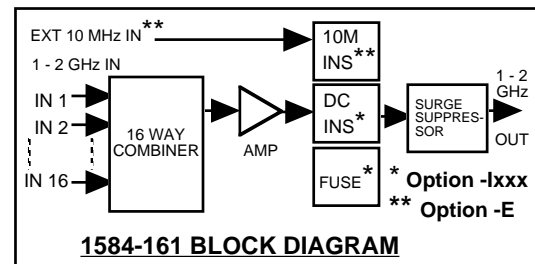 EXT 10 MHz IN**
10M
INS**
1 - 2 GHz IN
IN 1
IN 2
IN 16
16 WAY
COMBINER
AMP
DC
INS*
FUSE*
SURGE
SUPPRES-
SOR
1 - 2
GHz
OUT
* Option -Ixxx
** Option -E
1584-161 BLOCK DIAGRAM